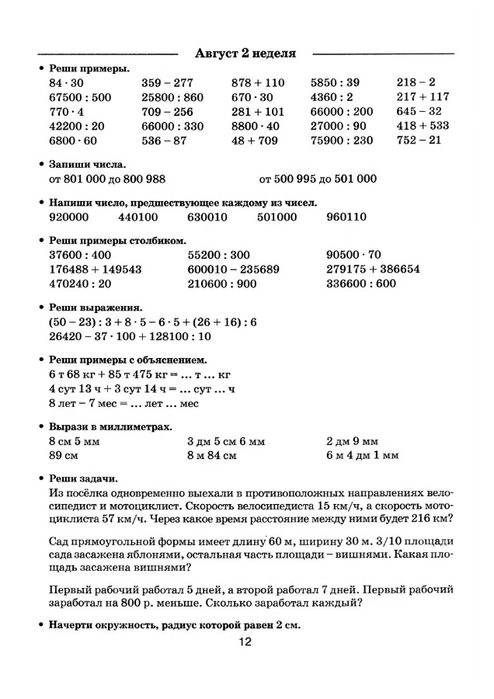 Август 2 неделя
• Реши примеры.
84 · 30 359 − 277 878 + 110 5850 : 39 218 − 2
67500 : 500 25800 : 860 670 · 30 4360 : 2 217 + 117
770 · 4 709 − 256 281 + 101 66000 : 200 645 − 32
42200 : 20 66000 : 330 8800 · 40 27000 : 90 418 + 533
6800 · 60 536 − 87 48 + 709 75900 : 230 752 − 21
• Запиши числа.
от 801 000 до 800 988 от 500 995 до 501 000
• Напиши число, предшествующее каждому из чисел.
920000 440100 630010 501000 960110
• Реши примеры столбиком.
37600 : 400 55200 : 300 90500 · 70
176488 + 149543 600010 − 235689 279175 + 386654
470240 : 20 210600 : 900 336600 : 600
• Реши выражения.
(50 − 23) : 3 + 8 · 5 − 6 · 5 + (26 + 16) : 6
26420 − 37 · 100 + 128100 : 10
• Реши примеры с объяснением.
6 т 68 кг + 85 т 475 кг = ... т ... кг
4 сут 13 ч + 3 сут 14 ч = ... сут ... ч
8 лет − 7 мес = ... лет ... мес
• Вырази в миллиметрах.
8 см 5 мм 3 дм 5 см 6 мм 2 дм 9 мм
89 см 8 м 84 см 6 м 4 дм 1 мм
• Реши задачи.
Из посёлка одновременно выехали в противоположных направлениях вело-
сипедист и мотоциклист. Скорость велосипедиста 15 км/ч, а скорость мото-
циклиста 57 км/ч. Через какое время расстояние между ними будет 216 км?
Сад прямоугольной формы имеет длину 60 м, ширину 30 м. 3/10 площади
сада засажена яблонями, остальная часть площади – вишнями. Какая пло-
щадь засажена вишнями?
Первый рабочий работал 5 дней, а второй работал 7 дней. Первый рабочий
заработал на 800 р. меньше. Сколько заработал каждый?
• Начерти окружность, радиус которой равен 2 см.
12